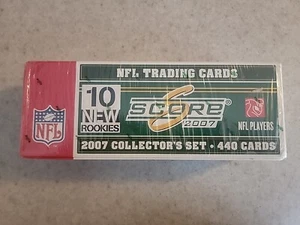 NFL TRADING CARDS
10
NEW
ROOKIES
NFL
SCORE
2007
NFL PLAYERS
2007 COLLECTOR'S SET • 440 CARDS